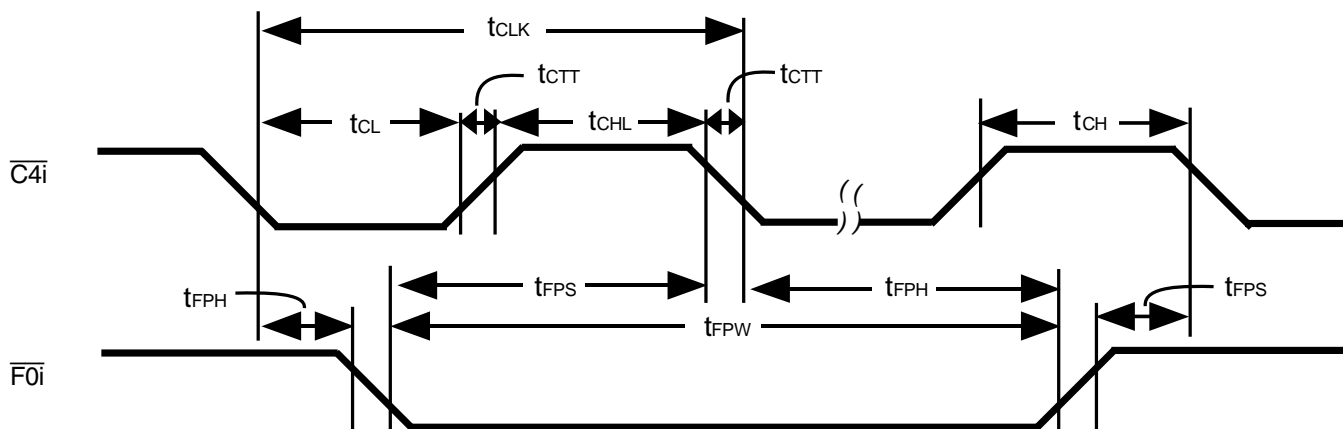 tCLK
tCTT tCTT
tCL tCHL tCH
C4i
tFPH tFPS tFPH tFPS
tFPW
F0i